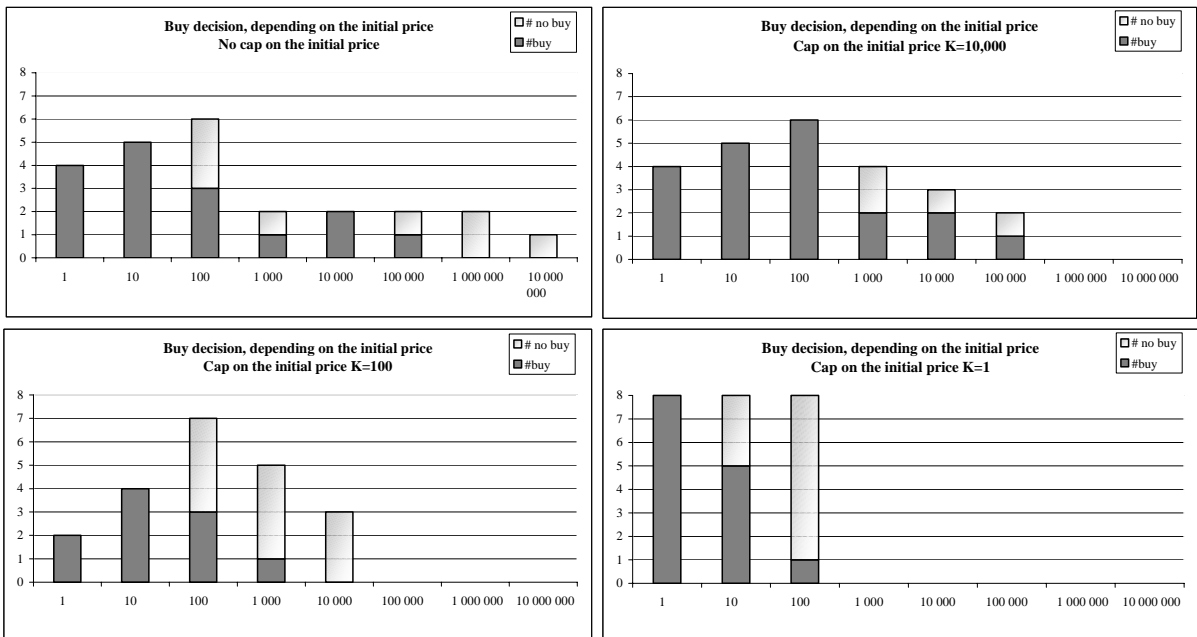 Buy decision, depending on the initial price
No cap on the initial price
# no buy
#buy
8
7
6
5
4
3
2
1
0
1 10 100 1 000 10 000 100 000 1 000 000 10 000
000
Buy decision, depending on the initial price
Cap on the initial price K=10,000
# no buy
#buy
8
7
6
5
4
3
2
1
0
1 10 100 1 000 10 000 100 000 1 000 000 10 000 000
Buy decision, depending on the initial price
Cap on the initial price K=100
# no buy
#buy
8
7
6
5
4
3
2
1
0
1 10 100 1 000 10 000 100 000 1 000 000 10 000 000
Buy decision, depending on the initial price
Cap on the initial price K=1
# no buy
#buy
8
7
6
5
4
3
2
1
0
1 10 100 1 000 10 000 100 000 1 000 000 10 000 000